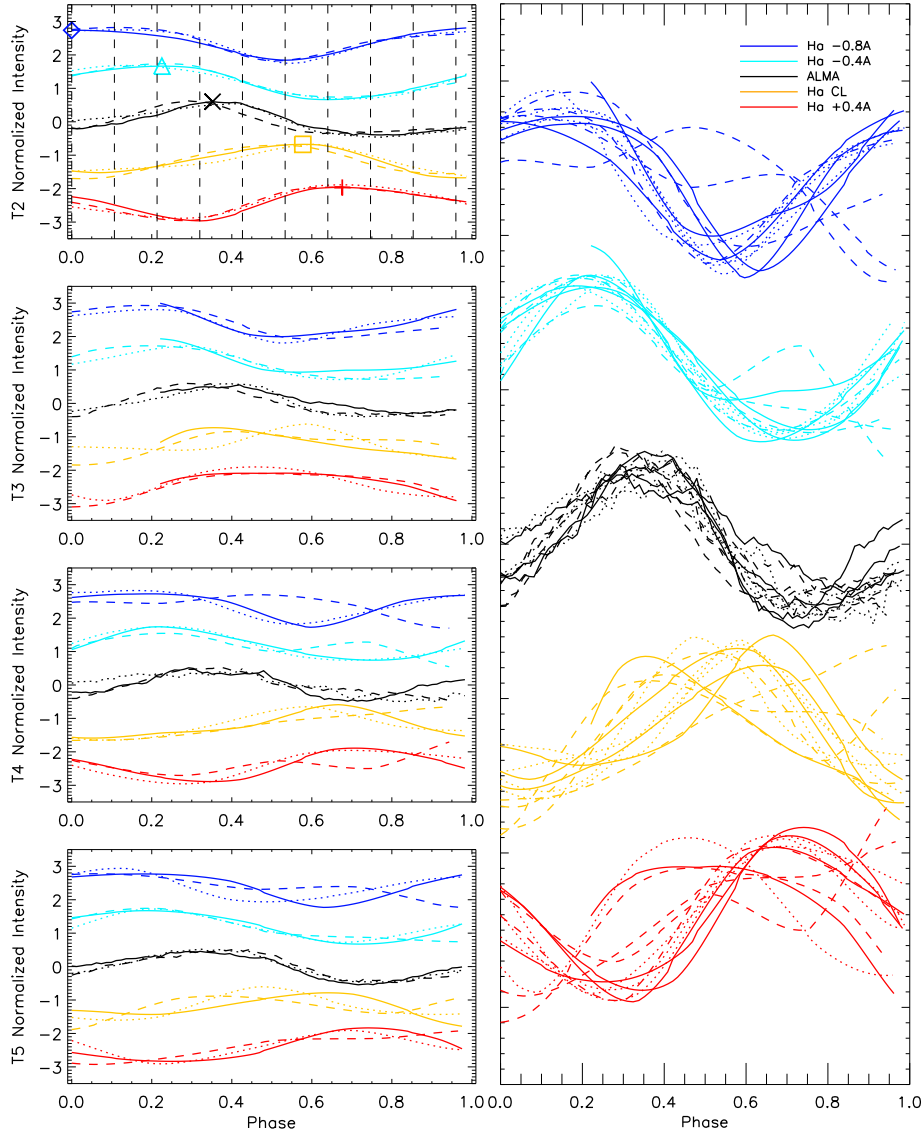 T2 Normalized Intensity
3
2
1
0
−1
−2
−3
0.0 0.2 0.4 0.6 0.8 1.0
T3 Normalized Intensity
3
2
1
0
−1
−2
−3
0.0 0.2 0.4 0.6 0.8 1.0
T4 Normalized Intensity
3
2
1
0
−1
−2
−3
0.0 0.2 0.4 0.6 0.8 1.0
T5 Normalized Intensity
3
2
1
0
−1
−2
−3
0.0 0.2 0.4 0.6 0.8 1.0
Phase
Hα −0.8A
Hα −0.4A
ALMA
Hα CL
Hα +0.4A
0.0 0.2 0.4 0.6 0.8 1.0
Phase